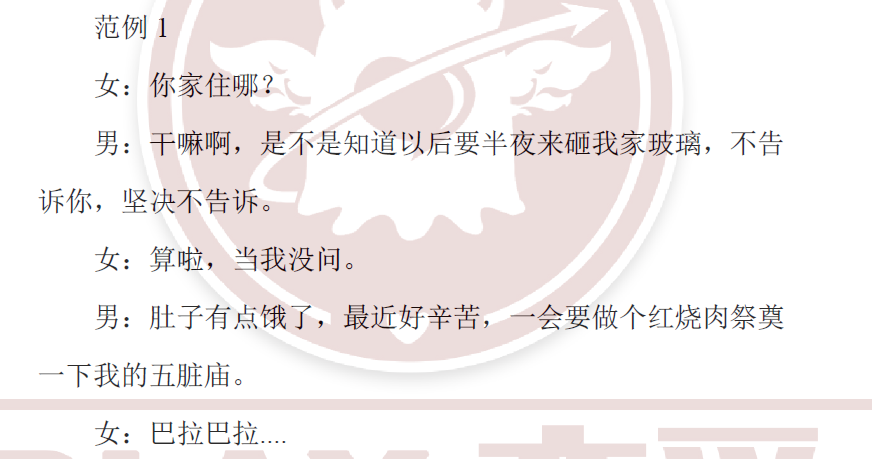 范例 1
女：你家住哪？
男：干嘛啊，是不是知道以后要半夜来砸我家玻璃，不告
诉你，坚决不告诉。
女：算啦，当我没问。
男：肚子有点饿了，最近好辛苦，一会要做个红烧肉祭奠
一下我的五脏庙。
女：巴拉巴拉....